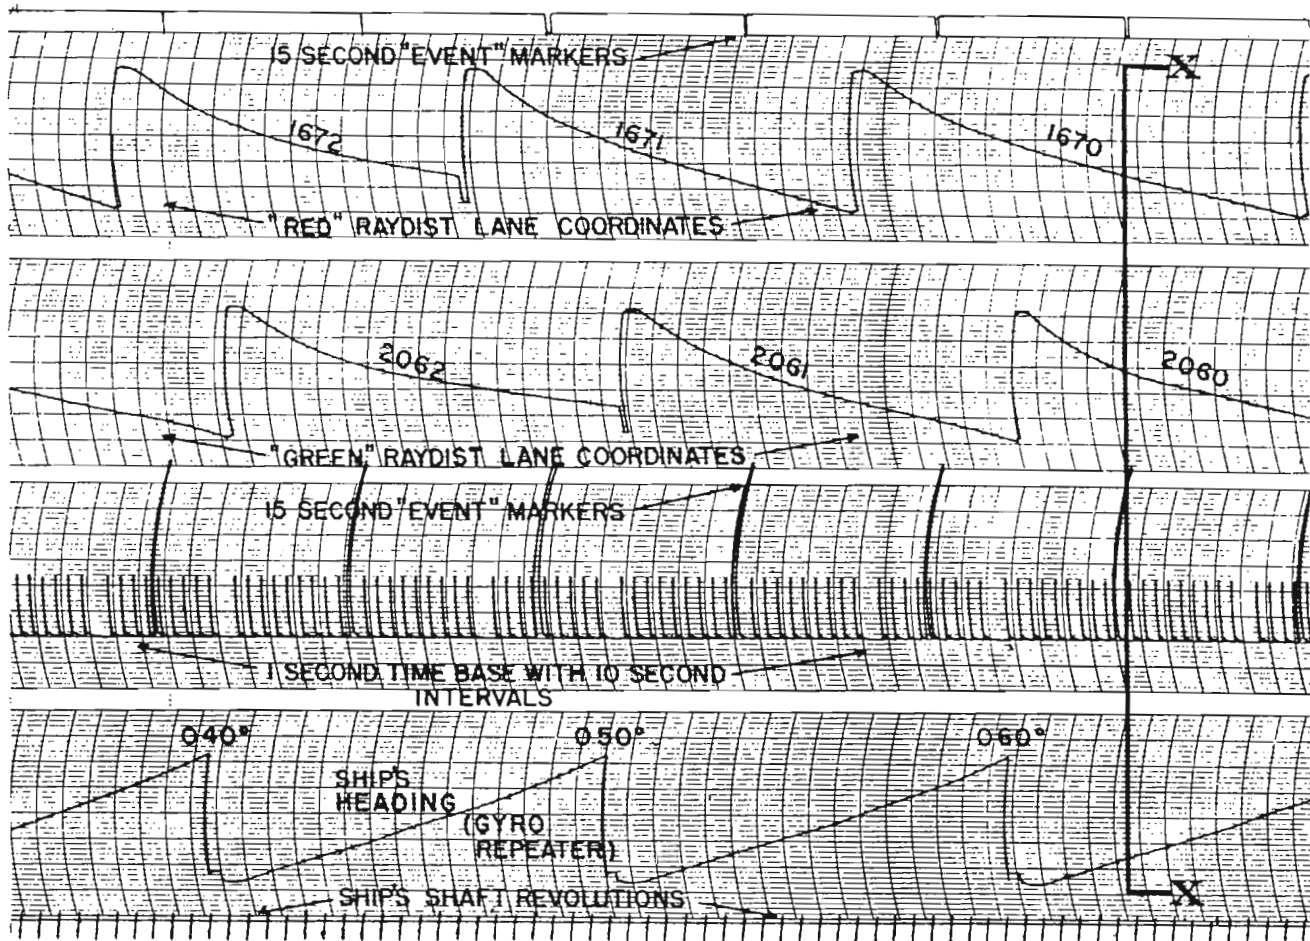 15 SECOND "EVENT" MARKERS
X
1672
1671
1670
"RED" RAYDIST LANE COORDINATES
2062
2061
2060
"GREEN" RAYDIST LANE COORDINATES
15 SECOND "EVENT" MARKERS
1 SECOND TIME BASE WITH 10 SECOND
INTERVALS
040°
050°
060°
SHIP'S
HEADING
(GYRO
REPEATER)
SHIP'S SHAFT REVOLUTIONS
X